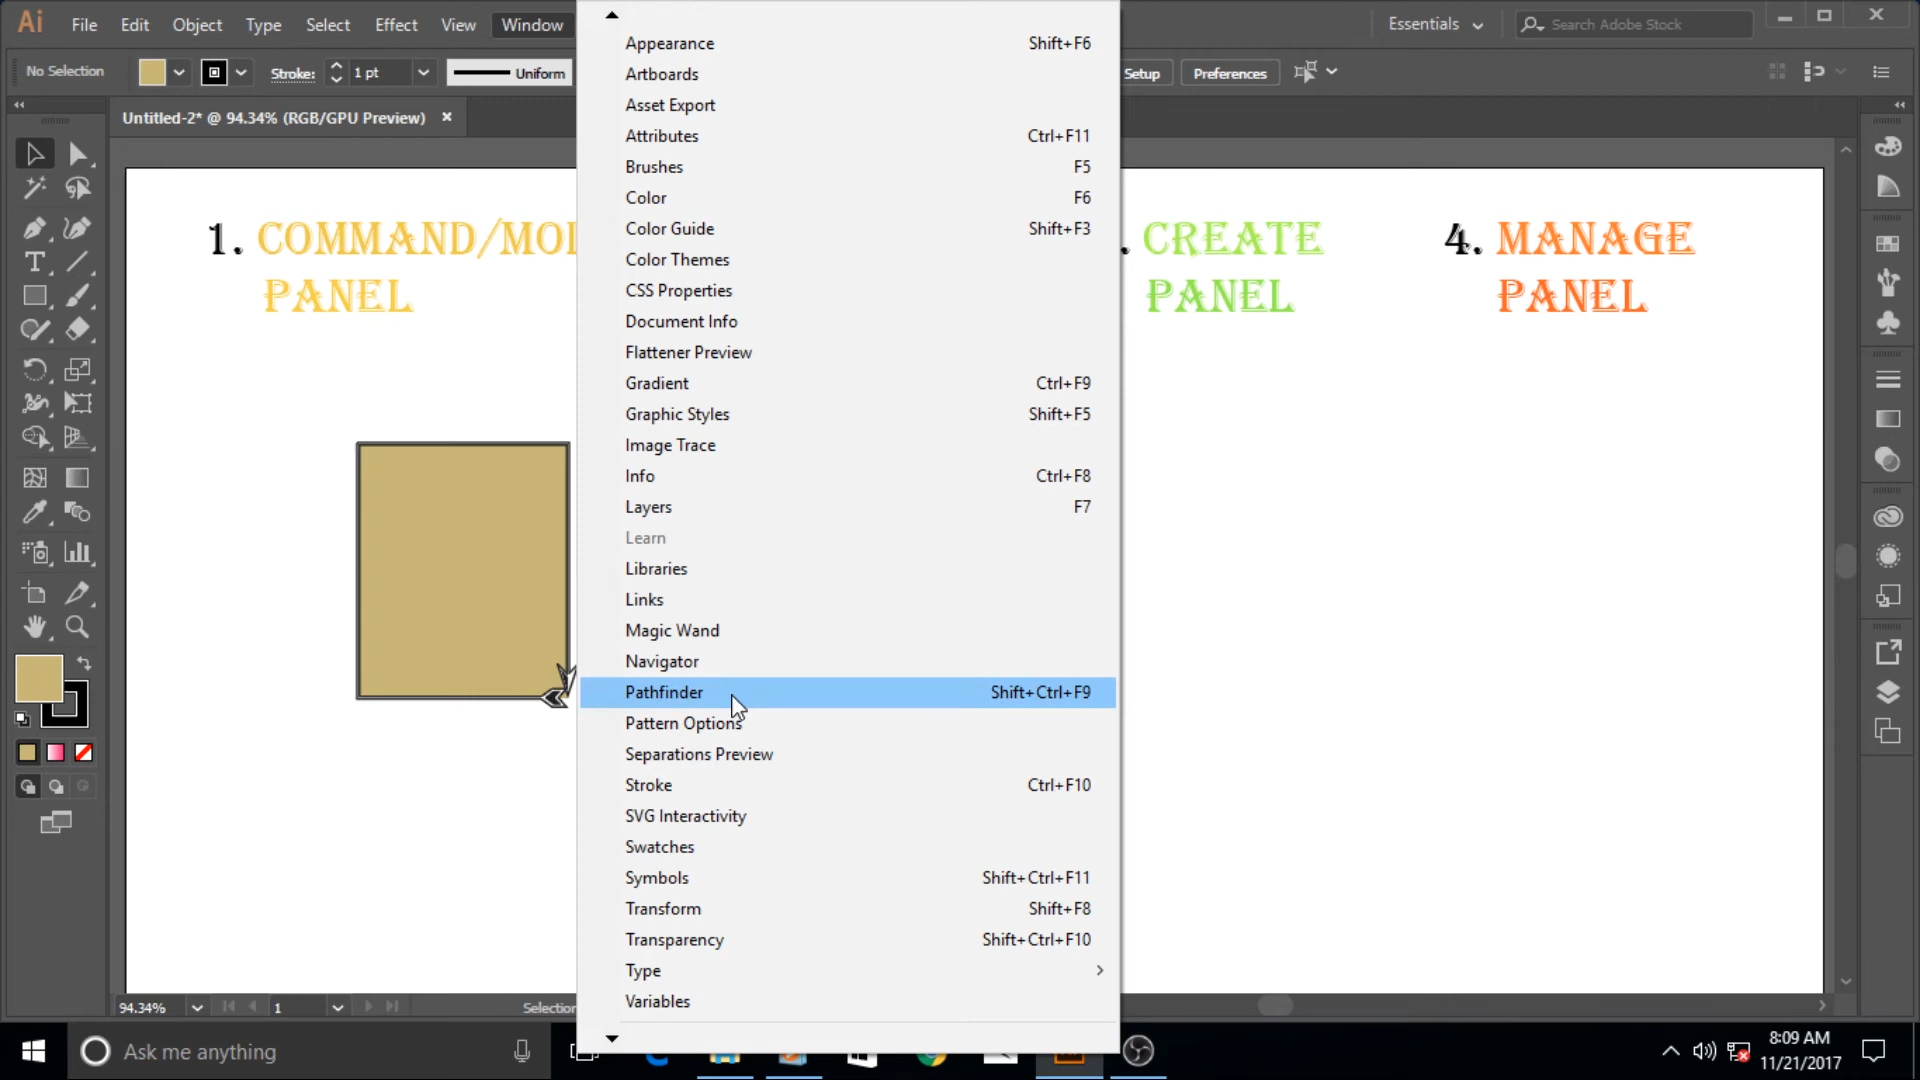 Ai File Edit Object Type Select Effect View Window Essentials Search Adobe Stock
No Selection Stroke: 1 pt Uniform Setup Preferences
Untitled-2* @ 94.34% (RGB/GPU Preview)
Appearance Shift+F6
Artboards
Asset Export
Attributes Ctrl+F11
Brushes F5
Color F6
Color Guide Shift+F3
Color Themes
CSS Properties
Document Info
Flattener Preview
Gradient Ctrl+F9
Graphic Styles Shift+F5
Image Trace
Info Ctrl+F8
Layers F7
Learn
Libraries
Links
Magic Wand
Navigator
Pathfinder Shift+Ctrl+F9
Pattern Options
Separations Preview
Stroke Ctrl+F10
SVG Interactivity
Swatches
Symbols Shift+Ctrl+F11
Transform Shift+F8
Transparency Shift+Ctrl+F10
Type
Variables
1. COMMAND/MOD
PANEL
. CREATE
PANEL
4. MANAGE
PANEL
94.34% 1 Selection
Ask me anything
8:09 AM
11/21/2017